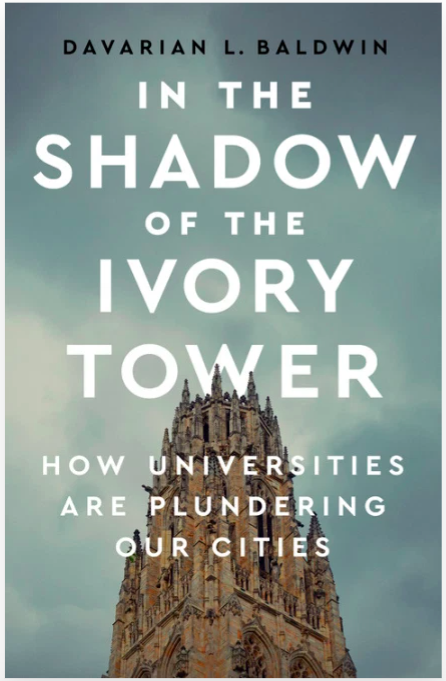 DAVARIAN L. BALDWIN
IN THE
SHADOW
OF THE
IVORY
TOWER
HOW UNIVERSITIES
ARE PLUNDERING
OUR CITIES